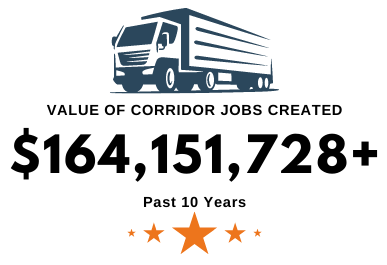 VALUE OF CORRIDOR JOBS CREATED
$164,151,728+
Past 10 Years